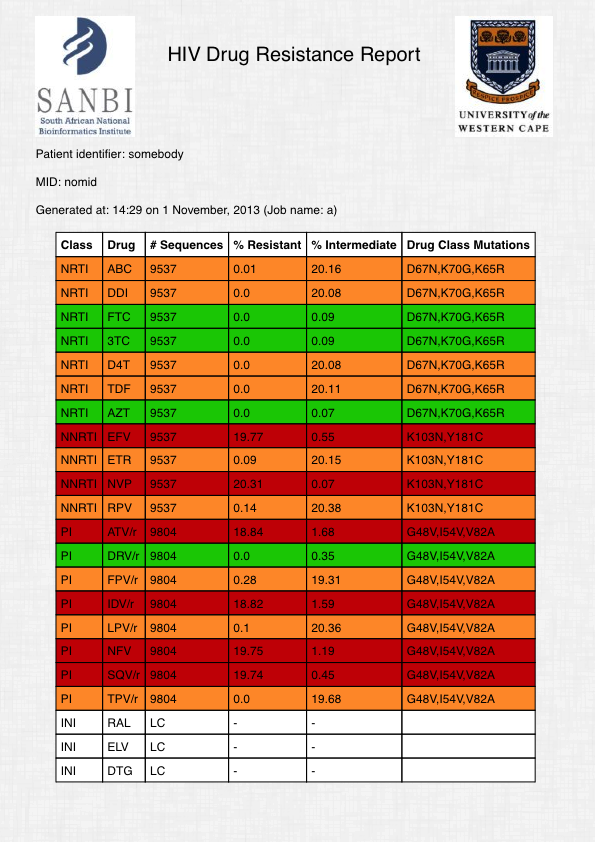 HIV Drug Resistance Report
SANBI
South African National
Bioinformatics Institute
UNIVERSITY of the
WESTERN CAPE
Patient identifier: somebody
MID: nomid
Generated at: 14:29 on 1 November, 2013 (Job name: a)
Class Drug # Sequences % Resistant % Intermediate Drug Class Mutations
NRTI ABC 9537 0.01 20.16 D67N,K70G,K65R
NRTI DDI 9537 0.0 20.08 D67N,K70G,K65R
NRTI FTC 9537 0.0 0.09 D67N,K70G,K65R
NRTI 3TC 9537 0.0 0.09 D67N,K70G,K65R
NRTI D4T 9537 0.0 20.08 D67N,K70G,K65R
NRTI TDF 9537 0.0 20.11 D67N,K70G,K65R
NRTI AZT 9537 0.0 0.07 D67N,K70G,K65R
NNRTI EFV 9537 19.77 0.55 K103N,Y181C
NNRTI ETR 9537 0.09 20.15 K103N,Y181C
NNRTI NVP 9537 20.31 0.07 K103N,Y181C
NNRTI RPV 9537 0.14 20.38 K103N,Y181C
PI ATV/r 9804 18.84 1.68 G48V,I54V,V82A
PI DRV/r 9804 0.0 0.35 G48V,I54V,V82A
PI FPV/r 9804 0.28 19.31 G48V,I54V,V82A
PI IDV/r 9804 18.82 1.59 G48V,I54V,V82A
PI LPV/r 9804 0.1 20.36 G48V,I54V,V82A
PI NFV 9804 19.75 1.19 G48V,I54V,V82A
PI SQV/r 9804 19.74 0.45 G48V,I54V,V82A
PI TPV/r 9804 0.0 19.68 G48V,I54V,V82A
INI RAL LC - -
INI ELV LC - -
INI DTG LC - -